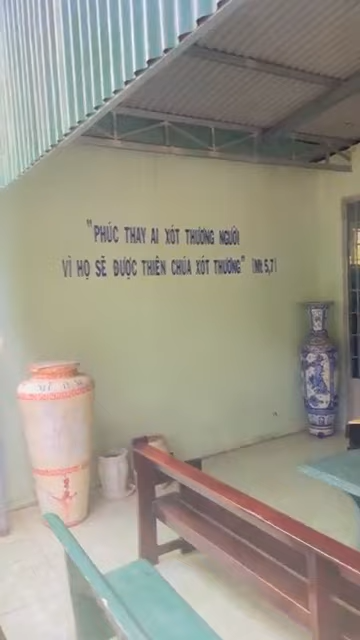 "PHÚC THAY AI XÓT THƯƠNG NGƯỜI
VÌ HỌ SẼ ĐƯỢC THIÊN CHÚA XÓT THƯƠNG" (Mt 5,7)